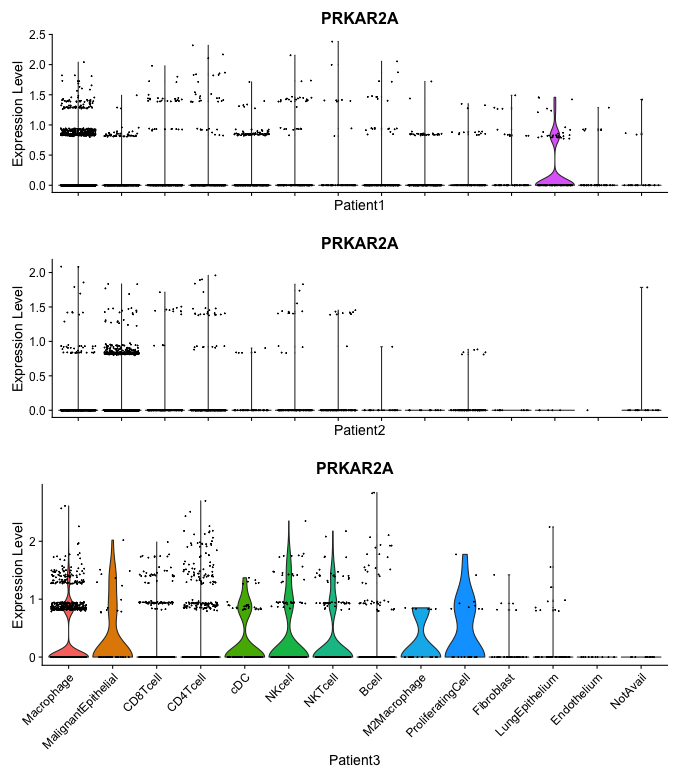 PRKAR2A
Expression Level
2.5
2.0
1.5
1.0
0.5
0.0
Patient1
PRKAR2A
Expression Level
2.0
1.5
1.0
0.5
0.0
Patient2
PRKAR2A
Expression Level
2
1
0
Macrophage
MalignantEpithelial
CD8Tcell
CD4Tcell
cDC
NKcell
NKTcell
Bcell
M2Macrophage
ProliferatingCell
Fibroblast
LungEpithelium
Endothelium
NotAvail
Patient3